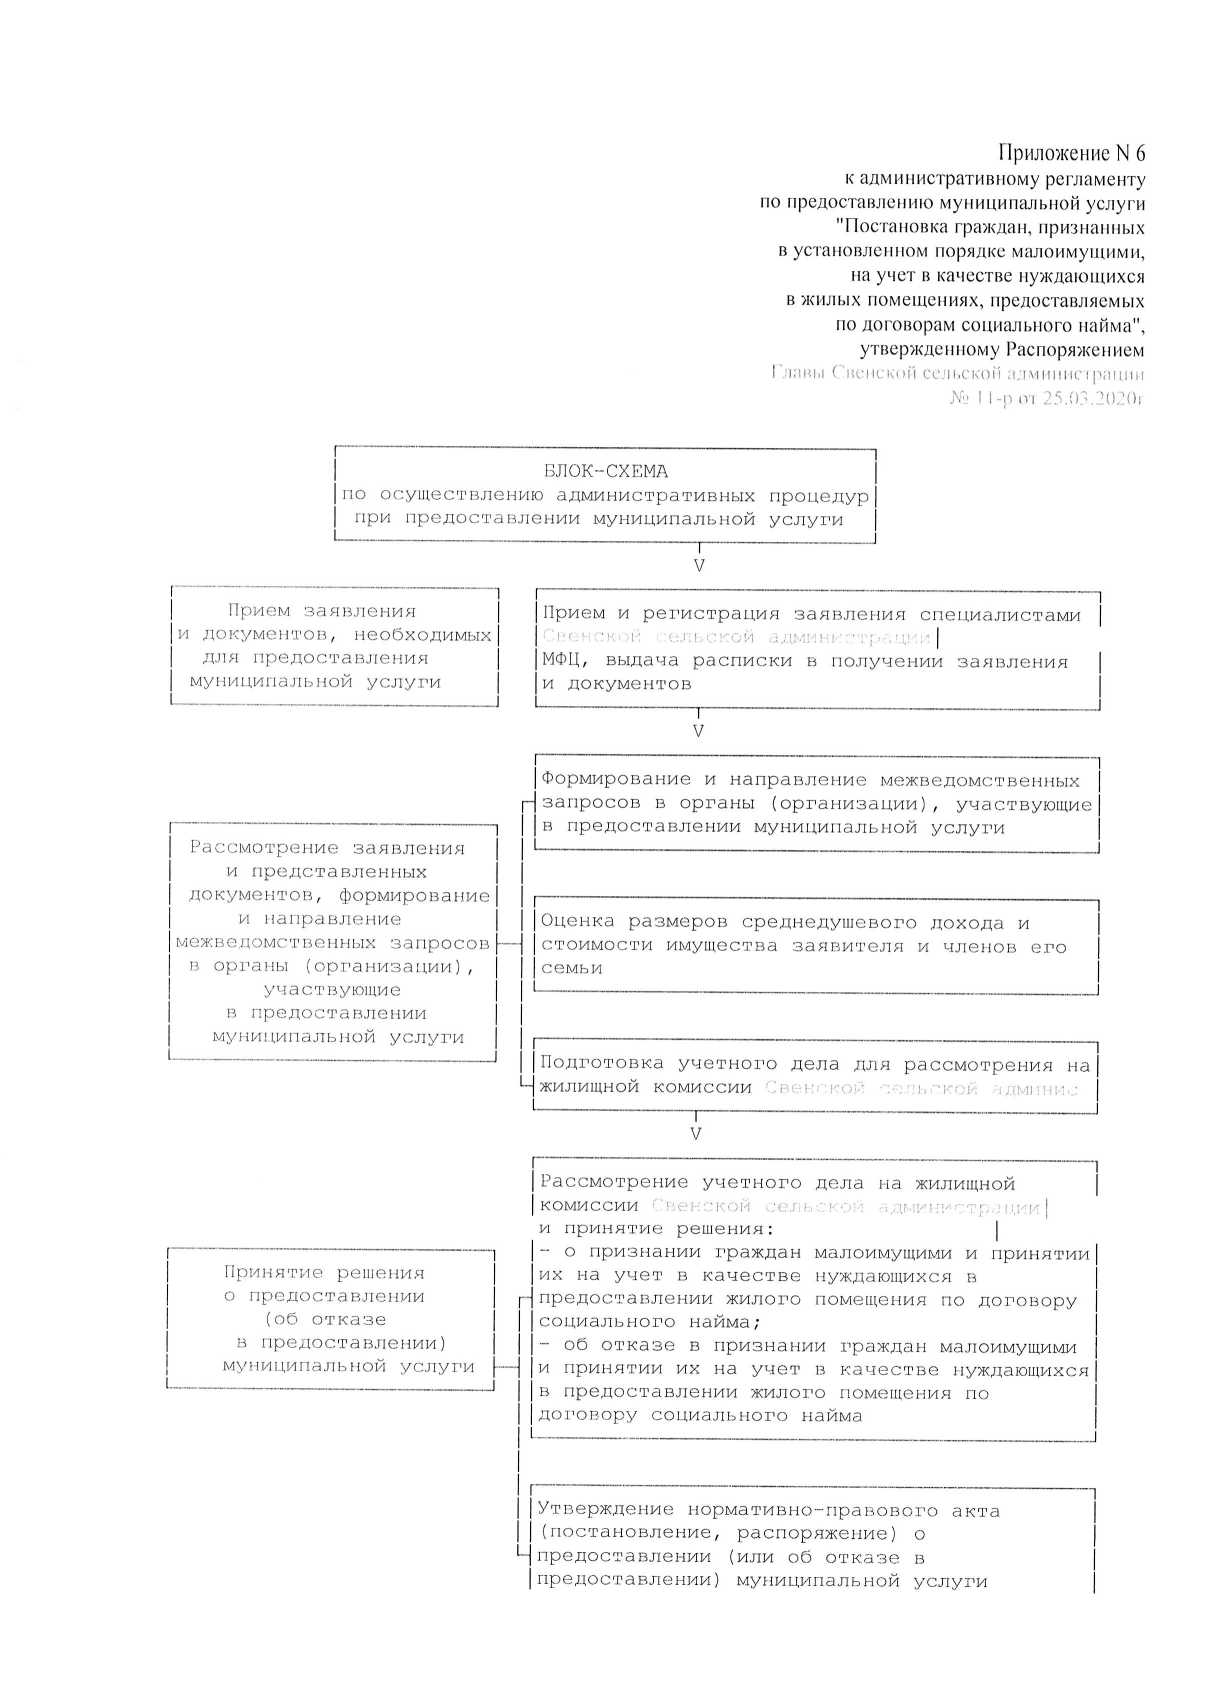 Приложение N 6
к административному регламенту
по предоставлению муниципальной услуги
"Постановка граждан, признанных
в установленном порядке малоимущими,
на учет в качестве нуждающихся
в жилых помещениях, предоставляемых
по договорам социального найма",
утвержденному Распоряжением
Главы Свенской сельской администрации
№ 11-р от 25.03.2020г
БЛОК-СХЕМА
по осуществлению административных процедур
при предоставлении муниципальной услуги
V
Прием заявления
и документов, необходимых
для предоставления
муниципальной услуги
Прием и регистрация заявления специалистами
Свенской сельской администрации
МФЦ, выдача расписки в получении заявления
и документов
V
Формирование и направление межведомственных
запросов в органы (организации), участвующие
в предоставлении муниципальной услуги
Рассмотрение заявления
и представленных
документов, формирование
и направление
межведомственных запросов
в органы (организации),
участвующие
в предоставлении
муниципальной услуги
Оценка размеров среднедушевого дохода и
стоимости имущества заявителя и членов его
семьи
Подготовка учетного дела для рассмотрения на
жилищной комиссии Свенской сельской админис
V
Рассмотрение учетного дела на жилищной
комиссии Свенской сельской администрации
и принятие решения:
- о признании граждан малоимущими и принятии
их на учет в качестве нуждающихся в
предоставлении жилого помещения по договору
социального найма;
- об отказе в признании граждан малоимущими
и принятии их на учет в качестве нуждающихся
в предоставлении жилого помещения по
договору социального найма
Принятие решения
о предоставлении
(об отказе
в предоставлении)
муниципальной услуги
Утверждение нормативно-правового акта
(постановление, распоряжение) о
предоставлении (или об отказе в
предоставлении) муниципальной услуги